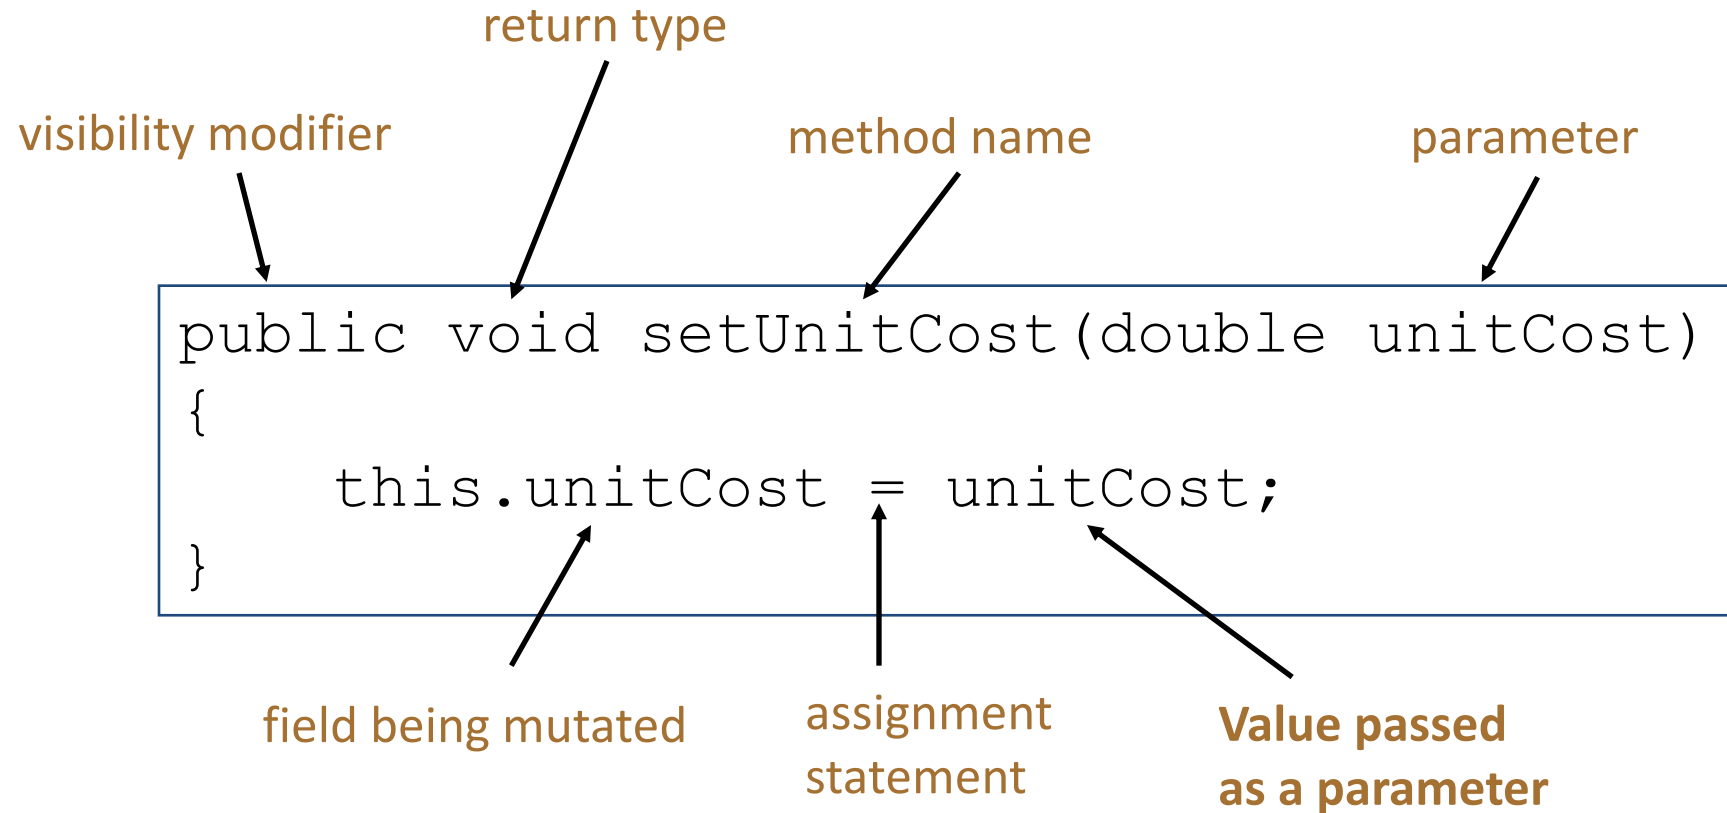 return type
visibility modifier
method name
parameter
public void setUnitCost(double unitCost)
{
this.unitCost = unitCost;
}
field being mutated
assignment
statement
Value passed
as a parameter